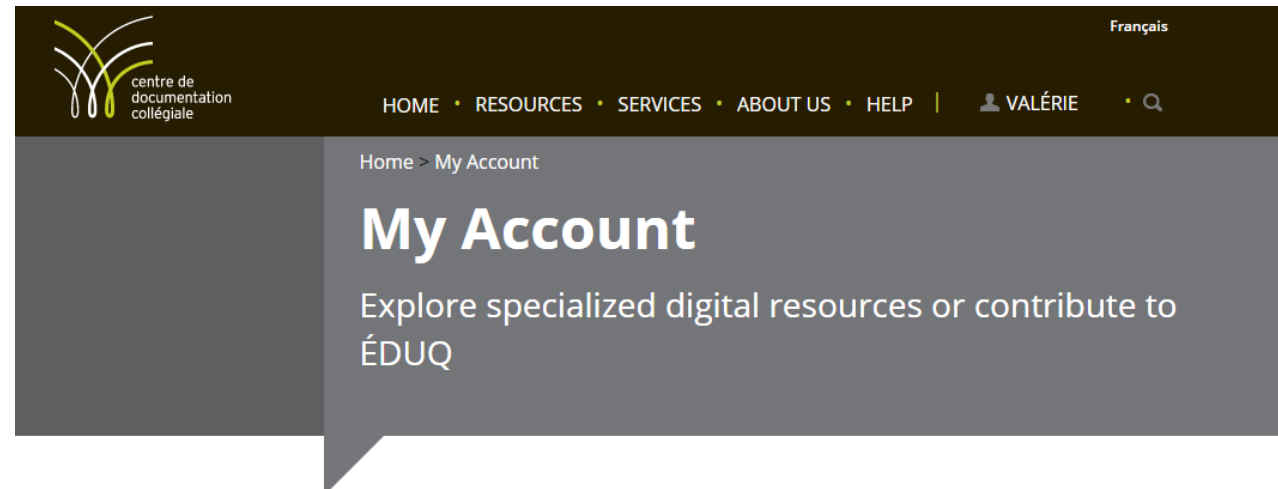 Français
centre de
documentation
collégiale
HOME • RESOURCES • SERVICES • ABOUT US • HELP | VALÉRIE •
Home > My Account
My Account
Explore specialized digital resources or contribute to
ÉDUQ